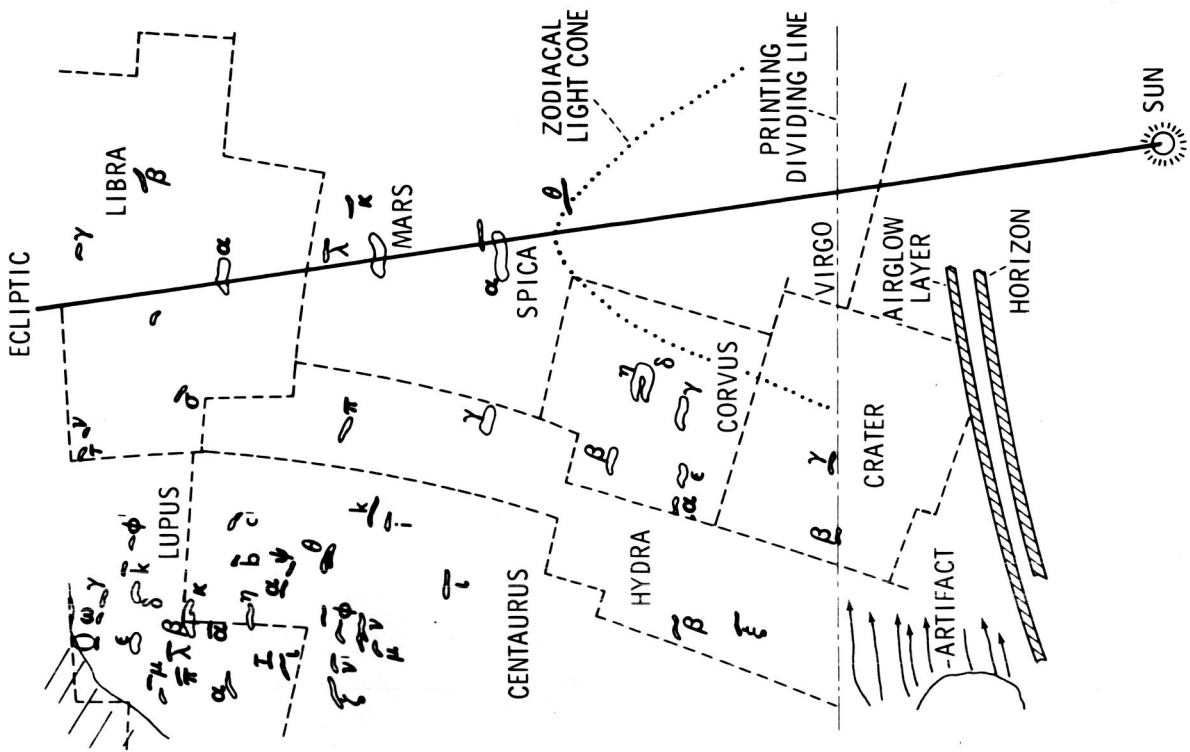 ECLIPTIC
LIBRA
γ
β
α
ν
τ
σ
λ
κ
MARS
π
γ
α
SPICA
θ
ZODIACAL
LIGHT CONE
PRINTING
DIVIDING LINE
SUN
VIRGO
AIRGLOW
LAYER
HORIZON
LUPUS
φ'
k
c'
k
i
γ
ω
δ
ε
β
κ
α
λ
π
μ
α
b
ψ
α
η
θ
I
ι
φ
ν
μ
ν'
ζ
ι
CENTAURUS
HYDRA
β
ξ
β
η
δ
γ
ε
α
CORVUS
γ
β
CRATER
ARTIFACT